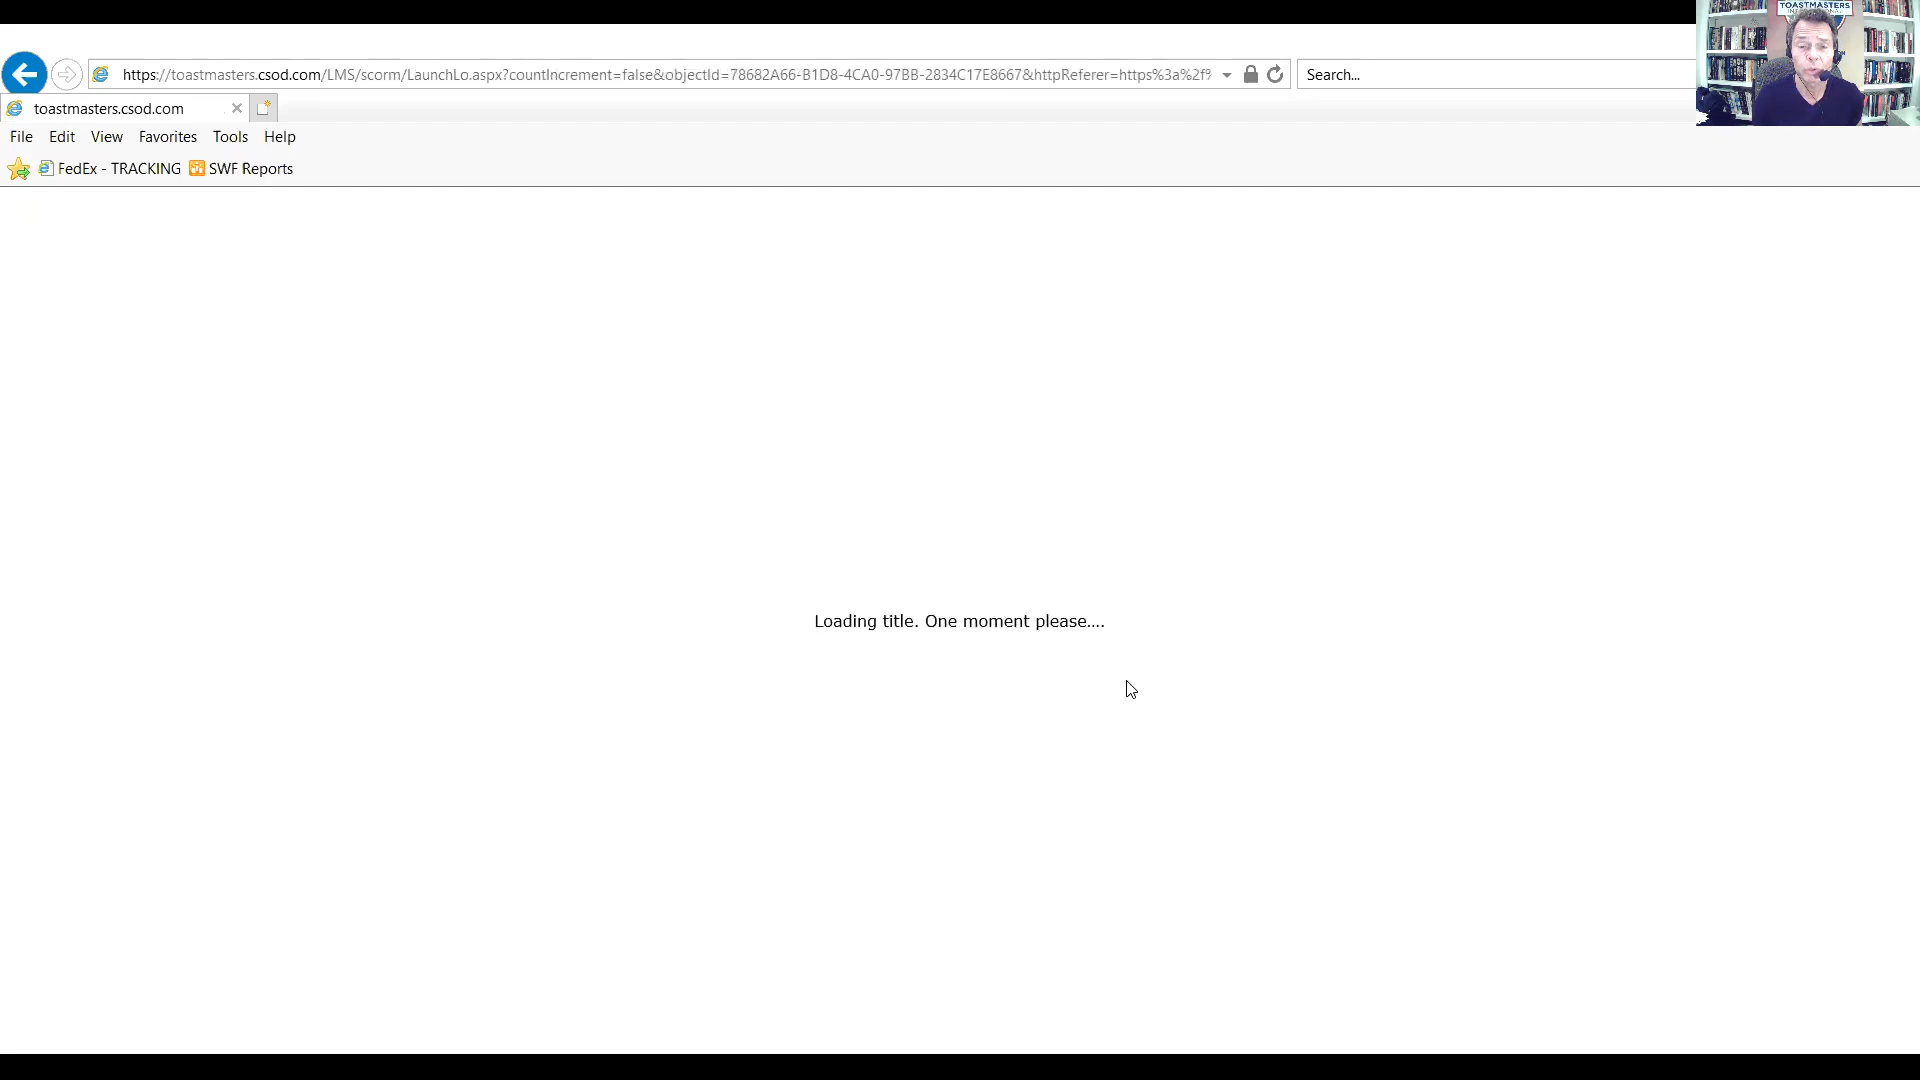 TOASTMASTERS
INTERNATIONAL
https://toastmasters.csod.com/LMS/scorm/LaunchLo.aspx?countIncrement=false&objectId=78682A66-B1D8-4CA0-97BB-2834C17E8667&httpReferer=https%3a%2f%
Search...
toastmasters.csod.com
File Edit View Favorites Tools Help
FedEx - TRACKING SWF Reports
Loading title. One moment please....